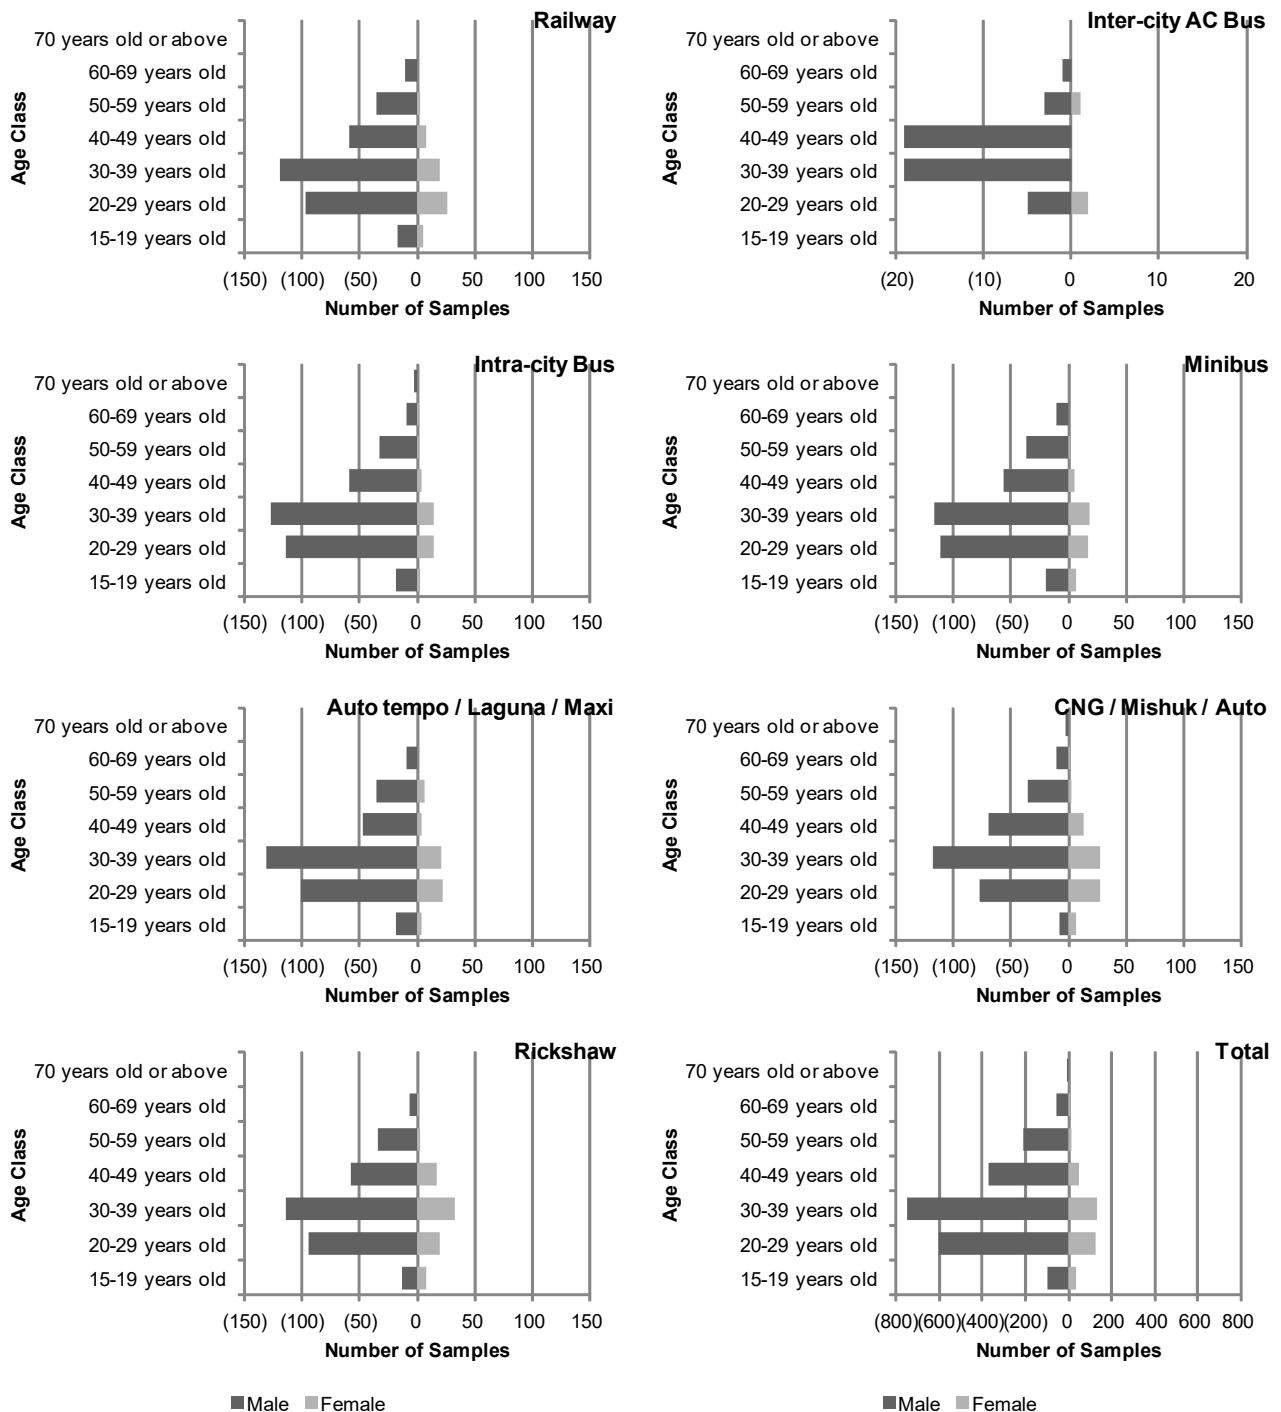 Railway
70 years old or above
60-69 years old
50-59 years old
40-49 years old
30-39 years old
20-29 years old
15-19 years old
Age Class
(150) (100) (50) 0 50 100 150
Number of Samples
Inter-city AC Bus
70 years old or above
60-69 years old
50-59 years old
40-49 years old
30-39 years old
20-29 years old
15-19 years old
Age Class
(20) (10) 0 10 20
Number of Samples
Intra-city Bus
70 years old or above
60-69 years old
50-59 years old
40-49 years old
30-39 years old
20-29 years old
15-19 years old
Age Class
(150) (100) (50) 0 50 100 150
Number of Samples
Minibus
70 years old or above
60-69 years old
50-59 years old
40-49 years old
30-39 years old
20-29 years old
15-19 years old
Age Class
(150) (100) (50) 0 50 100 150
Number of Samples
Auto tempo / Laguna / Maxi
70 years old or above
60-69 years old
50-59 years old
40-49 years old
30-39 years old
20-29 years old
15-19 years old
Age Class
(150) (100) (50) 0 50 100 150
Number of Samples
CNG / Mishuk / Auto
70 years old or above
60-69 years old
50-59 years old
40-49 years old
30-39 years old
20-29 years old
15-19 years old
Age Class
(150) (100) (50) 0 50 100 150
Number of Samples
Rickshaw
70 years old or above
60-69 years old
50-59 years old
40-49 years old
30-39 years old
20-29 years old
15-19 years old
Age Class
(150) (100) (50) 0 50 100 150
Number of Samples
Male Female
Total
70 years old or above
60-69 years old
50-59 years old
40-49 years old
30-39 years old
20-29 years old
15-19 years old
Age Class
(800)(600)(400)(200) 0 200 400 600 800
Number of Samples
Male Female